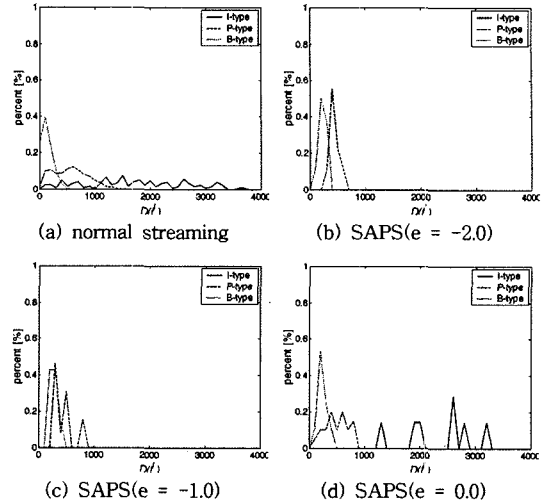 I-type
P-type
B-type
percent [%]
1
0.8
0.6
0.4
0.2
0
0 1000 2000 3000 4000
(a) normal streaming
I-type
P-type
B-type
percent [%]
1
0.8
0.6
0.4
0.2
0
0 1000 2000 3000 4000
(b) SAPS(e = -2.0)
I-type
P-type
B-type
percent [%]
1
0.8
0.6
0.4
0.2
0
0 1000 2000 3000 4000
(c) SAPS(e = -1.0)
I-type
P-type
B-type
percent [%]
1
0.8
0.6
0.4
0.2
0
0 1000 2000 3000 4000
(d) SAPS(e = 0.0)